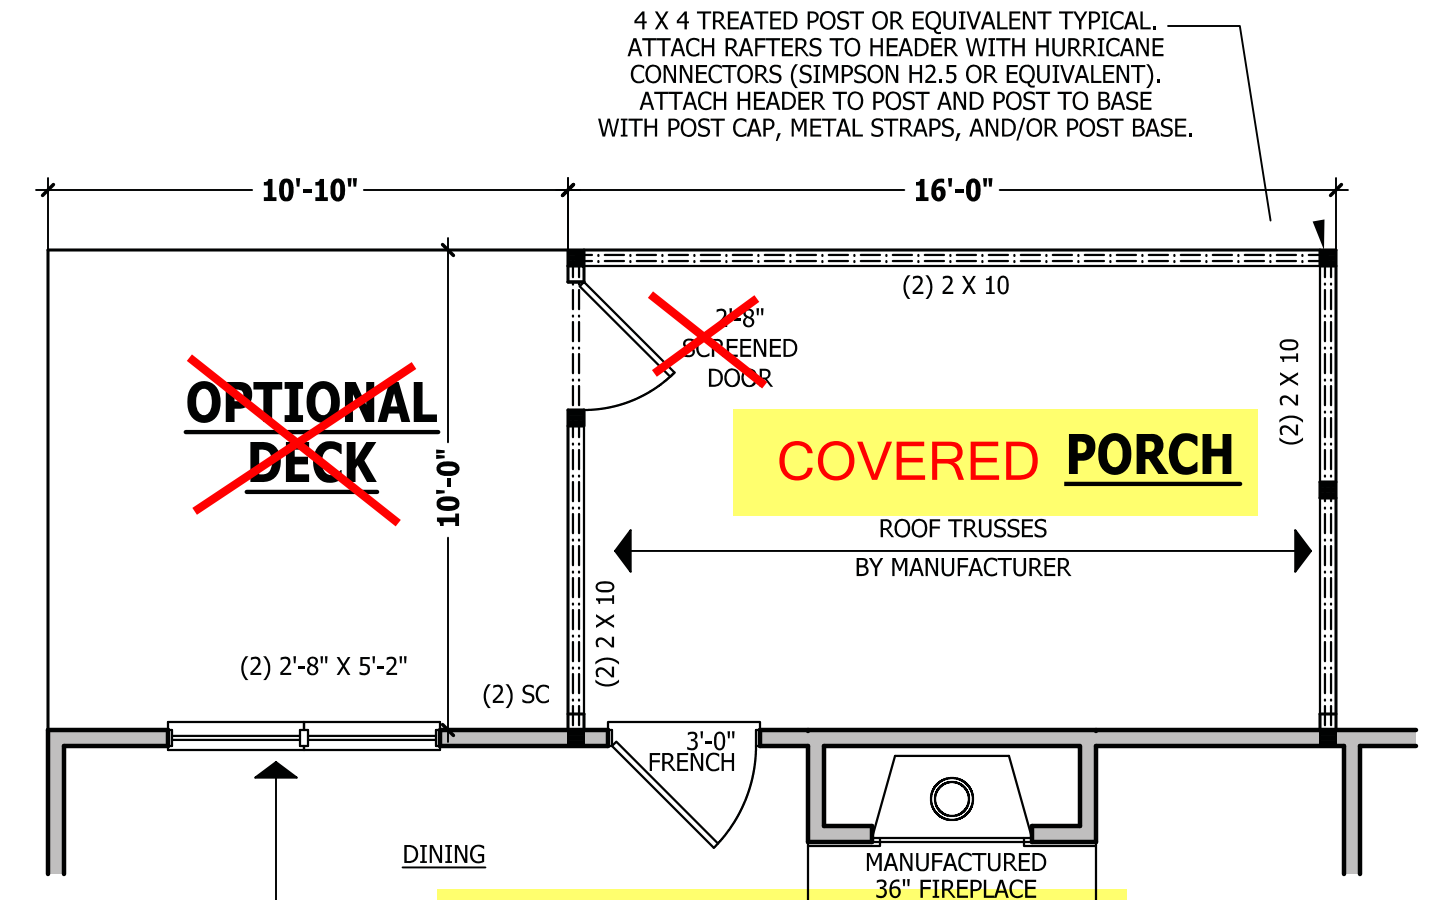 4 X 4 TREATED POST OR EQUIVALENT TYPICAL.
ATTACH RAFTERS TO HEADER WITH HURRICANE
CONNECTORS (SIMPSON H2.5 OR EQUIVALENT).
ATTACH HEADER TO POST AND POST TO BASE
WITH POST CAP, METAL STRAPS, AND/OR POST BASE.
10'-10"
16'-0"
(2) 2 X 10
2'-8"
SCREENED
DOOR
(2) 2 X 10
OPTIONAL
DECK
10'-0"
COVERED PORCH
ROOF TRUSSES
BY MANUFACTURER
(2) 2 X 10
(2) 2'-8" X 5'-2"
(2) SC
3'-0"
FRENCH
DINING
MANUFACTURED
36" FIREPLACE